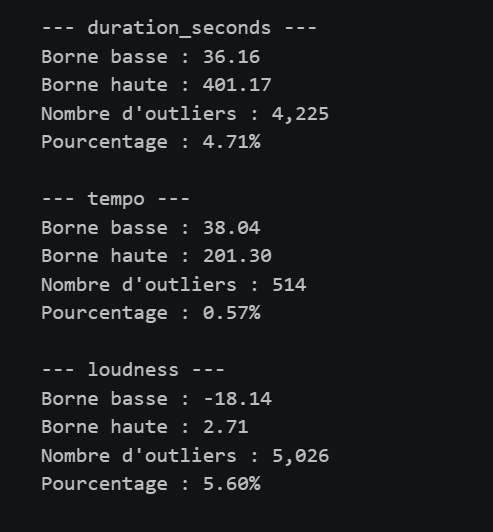 --- duration_seconds ---
Borne basse : 36.16
Borne haute : 401.17
Nombre d'outliers : 4,225
Pourcentage : 4.71%

--- tempo ---
Borne basse : 38.04
Borne haute : 201.30
Nombre d'outliers : 514
Pourcentage : 0.57%

--- loudness ---
Borne basse : -18.14
Borne haute : 2.71
Nombre d'outliers : 5,026
Pourcentage : 5.60%